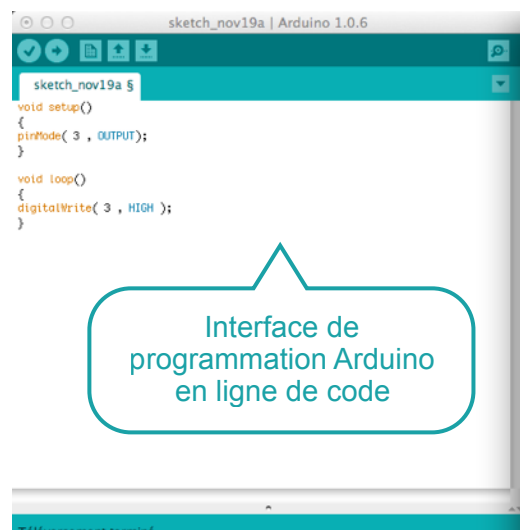 sketch_nov19a | Arduino 1.0.6
sketch_nov19a §
void setup()
{
pinMode( 3 , OUTPUT);
}
void loop()
{
digitalWrite( 3 , HIGH );
}
Interface de
programmation Arduino
en ligne de code